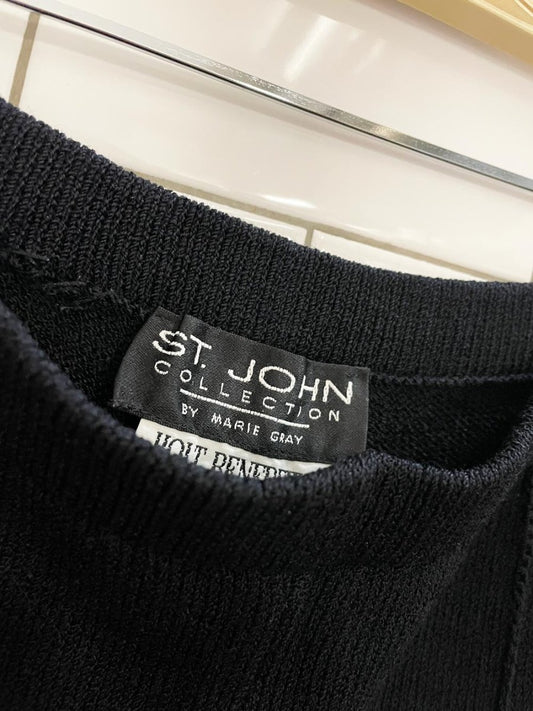 ST. JOHN
COLLECTION
BY MARIE GRAY
HOLT